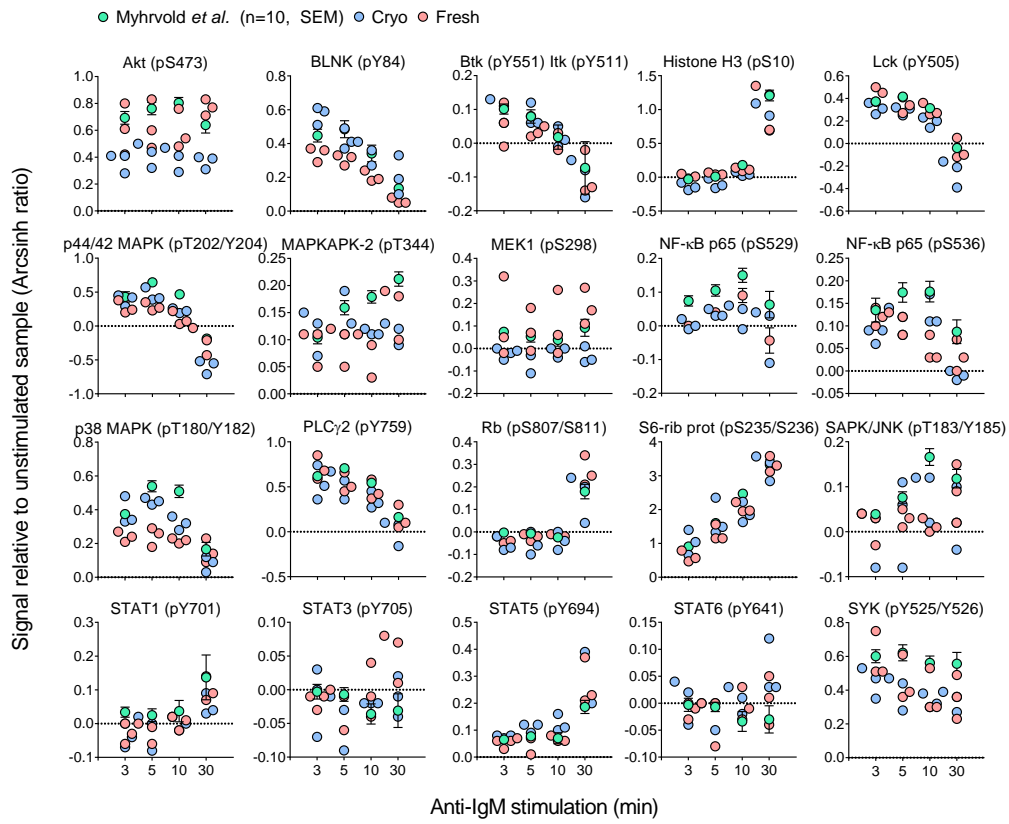 Myhrvold et al. (n=10, SEM) Cryo Fresh
Akt (pS473) BLNK (pY84) Btk (pY551) Itk (pY511) Histone H3 (pS10) Lck (pY505)
1.0 0.8 0.2 1.5 0.6
0.8 0.6 0.1 1.0 0.4
0.6 0.4 0.0 0.5 0.2
0.4 0.2 -0.1 0.0 0.0
0.2 0.0 -0.2 -0.5 -0.2
0.0 -0.4
-0.6
p44/42 MAPK (pT202/Y204) MAPKAPK-2 (pT344) MEK1 (pS298) NF-κB p65 (pS529) NF-κB p65 (pS536)
1.0 0.25 0.4 0.2 0.25
0.5 0.20 0.3 0.1 0.20
0.0 0.15 0.2 0.0 0.15
-0.5 0.10 0.1 -0.1 0.10
-1.0 0.05 0.0 -0.2 0.05
0.00 -0.1 0.00
-0.2 -0.05
p38 MAPK (pT180/Y182) PLCγ2 (pY759) Rb (pS807/S811) S6-rib prot (pS235/S236) SAPK/JNK (pT183/Y185)
0.8 1.5 0.4 4 0.2
0.6 1.0 0.3 3 0.1
0.4 0.5 0.2 2 0.0
0.2 0.0 0.1 1 -0.1
0.0 -0.5 0.0 0
-0.1
-0.2
STAT1 (pY701) STAT3 (pY705) STAT5 (pY694) STAT6 (pY641) SYK (pY525/Y526)
0.3 0.10 0.5 0.15 0.8
0.2 0.05 0.4 0.10 0.6
0.1 0.00 0.3 0.05 0.4
0.0 -0.05 0.2 0.00 0.2
-0.1 -0.10 0.1 -0.05 0.0
0.0 -0.10
3 5 10 30 3 5 10 30 3 5 10 30 3 5 10 30 3 5 10 30
Signal relative to unstimulated sample (Arcsinh ratio)
Anti-IgM stimulation (min)